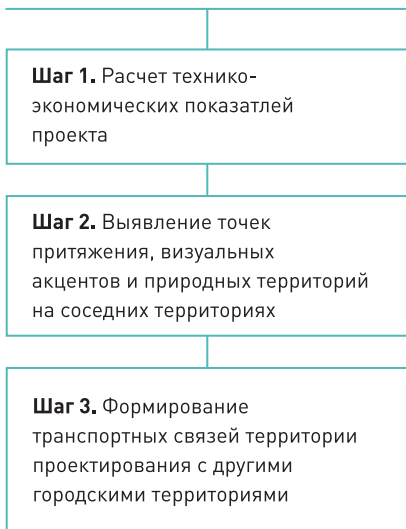 Шаг 1. Расчет технико-
экономических показатлей
проекта
Шаг 2. Выявление точек
притяжения, визуальных
акцентов и природных территорий
на соседних территориях
Шаг 3. Формирование
транспортных связей территории
проектирования с другими
городскими территориями